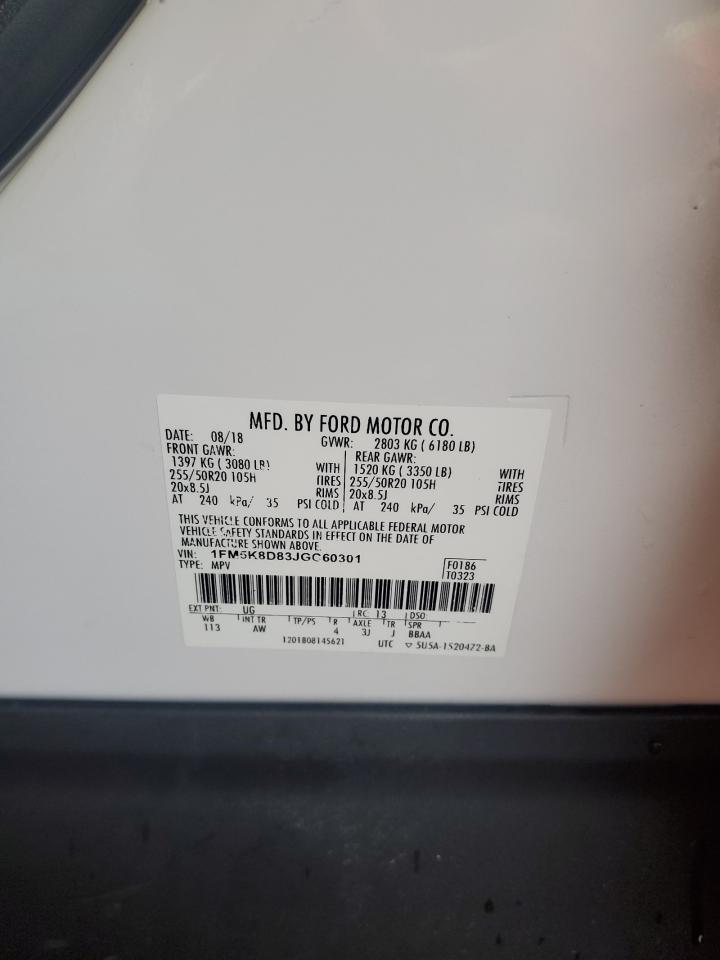 MFD. BY FORD MOTOR CO.
DATE: 08/18 GVWR: 2803 KG ( 6180 LB)
FRONT GAWR: REAR GAWR:
1397 KG ( 3080 LB) WITH 1520 KG ( 3350 LB) WITH
255/50R20 105H TIRES 255/50R20 105H TIRES
20x8.5J RIMS 20x8.5J RIMS
AT 240 kPa/ 35 PSI COLD AT 240 kPa/ 35 PSI COLD
THIS VEHICLE CONFORMS TO ALL APPLICABLE FEDERAL MOTOR
VEHICLE SAFETY STANDARDS IN EFFECT ON THE DATE OF
MANUFACTURE SHOWN ABOVE.
VIN: 1FM5K8D83JGC60301 F0186
TYPE: MPV T0323
EXT PNT: UG RC: 13 DSO:
WB INT TR TP/PS R AXLE TR SPR
113 AW 4 3J J BBAA
1201808145621 UTC ▽ 5U5A-1520472-BA